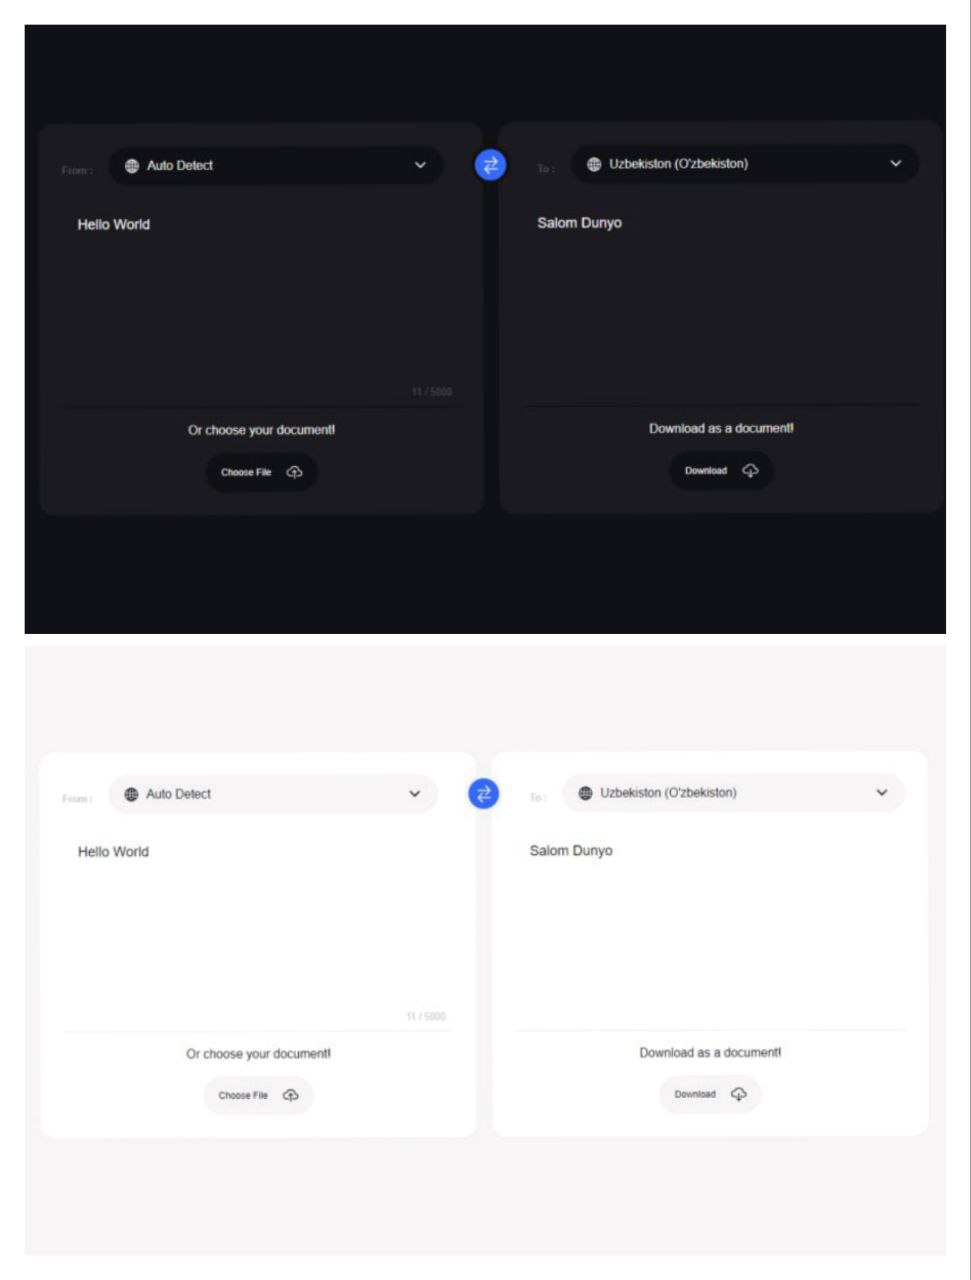 From :
Auto Detect
To :
Uzbekiston (O'zbekiston)
Hello World
Salom Dunyo
11 / 5000
Or choose your document!
Download as a document!
Choose File
Download
From :
Auto Detect
To :
Uzbekiston (O'zbekiston)
Hello World
Salom Dunyo
11 / 5000
Or choose your document!
Download as a document!
Choose File
Download